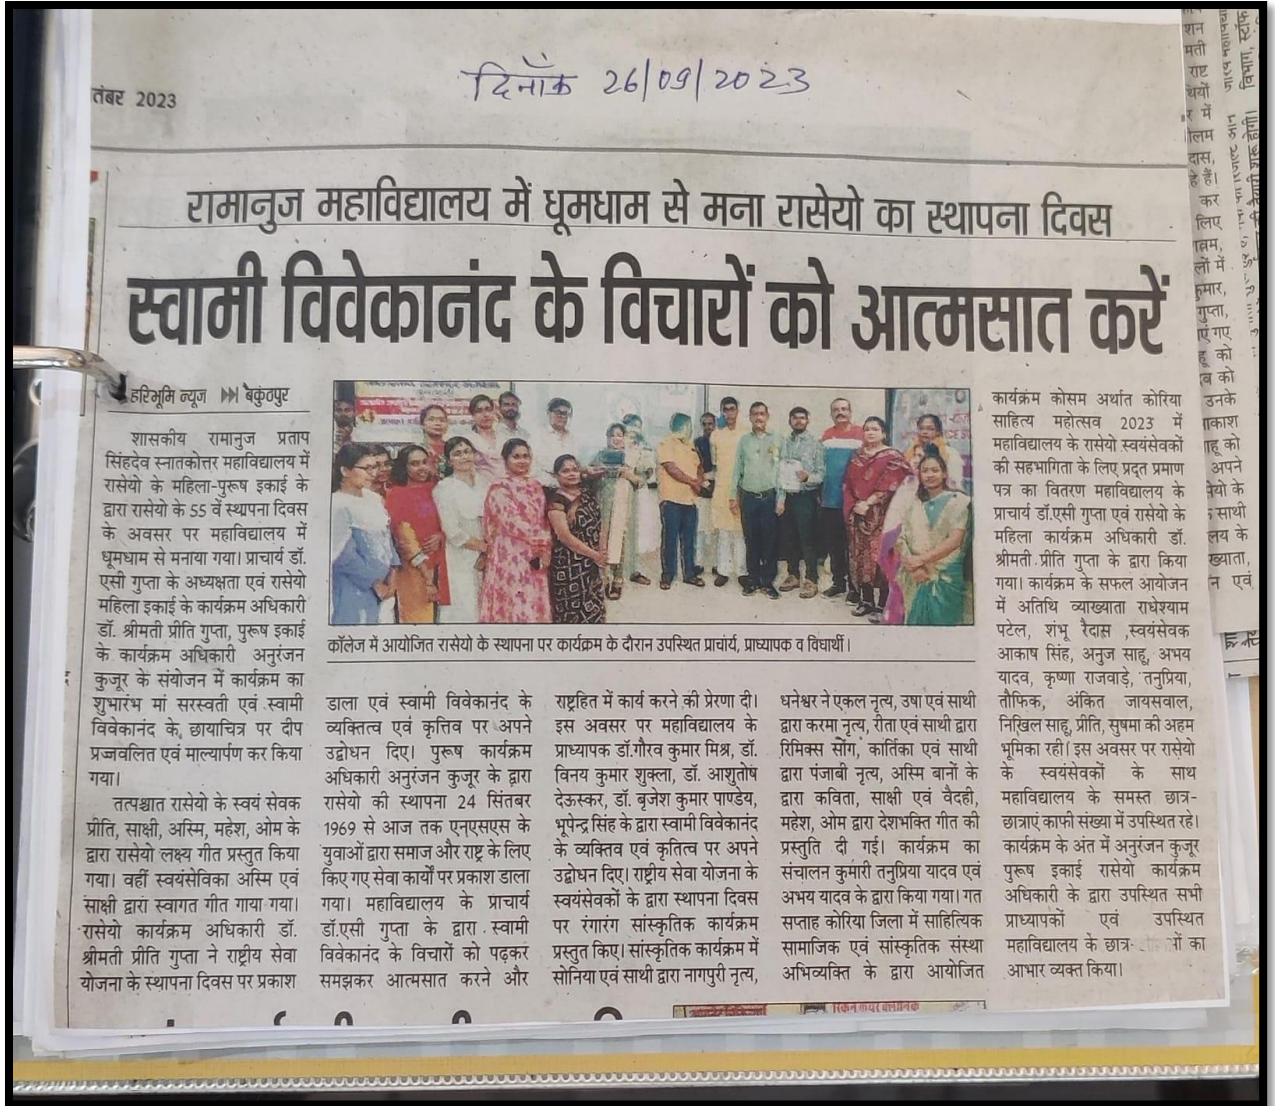 दिनाँक 26/09/2023
तंबर 2023
रामानुज महाविद्यालय में धूमधाम से मना रासेयो का स्थापना दिवस
स्वामी विवेकानंद के विचारों को आत्मसात करें
हरिभूमि न्यूज ▶▶ बैकुंठपुर
शासकीय रामानुज प्रताप
सिंहदेव स्नातकोत्तर महाविद्यालय में
रासेयो के महिला-पुरूष इकाई के
द्वारा रासेयो के 55 वें स्थापना दिवस
के अवसर पर महाविद्यालय में
धूमधाम से मनाया गया। प्राचार्य डॉ.
एसी गुप्ता के अध्यक्षता एवं रासेयो
महिला इकाई के कार्यक्रम अधिकारी
डॉ. श्रीमती प्रीति गुप्ता, पुरूष इकाई
के कार्यक्रम अधिकारी अनुरंजन
कुजूर के संयोजन में कार्यक्रम का
शुभारंभ मां सरस्वती एवं स्वामी
विवेकानंद के छायाचित्र पर दीप
प्रज्जवलित एवं माल्यार्पण कर किया
गया।
तत्पश्चात रासेयो के स्वयं सेवक
प्रीति, साक्षी, अस्मि, महेश, ओम के
द्वारा रासेयो लक्ष्य गीत प्रस्तुत किया
गया। वहीं स्वयंसेविका अस्मि एवं
साक्षी द्वारा स्वागत गीत गाया गया।
रासेयो कार्यक्रम अधिकारी डॉ.
श्रीमती प्रीति गुप्ता ने राष्ट्रीय सेवा
योजना के स्थापना दिवस पर प्रकाश
कॉलेज में आयोजित रासेयो के स्थापना पर कार्यक्रम के दौरान उपस्थित प्राचार्य, प्राध्यापक व विधार्थी।
डाला एवं स्वामी विवेकानंद के
व्यक्तित्व एवं कृत्तिव पर अपने
उद्बोधन दिए। पुरूष कार्यक्रम
अधिकारी अनुरंजन कुजूर के द्वारा
रासेयो की स्थापना 24 सिंतबर
1969 से आज तक एनएसएस के
युवाओं द्वारा समाज और राष्ट्र के लिए
किए गए सेवा कार्यों पर प्रकाश डाला
गया। महाविद्यालय के प्राचार्य
डॉ.एसी गुप्ता के द्वारा स्वामी
विवेकानंद के विचारों को पढ़कर
समझकर आत्मसात करने और
राष्ट्रहित में कार्य करने की प्रेरणा दी।
इस अवसर पर महाविद्यालय के
प्राध्यापक डॉ.गौरव कुमार मिश्र, डॉ.
विनय कुमार शुक्ला, डॉ. आशुतोष
देऊस्कर, डॉ. बृजेश कुमार पाण्डेय,
भूपेन्द्र सिंह के द्वारा स्वामी विवेकानंद
के व्यक्तिव एवं कृतित्व पर अपने
उद्बोधन दिए। राष्ट्रीय सेवा योजना के
स्वयंसेवकों के द्वारा स्थापना दिवस
पर रंगारंग सांस्कृतिक कार्यक्रम
प्रस्तुत किए। सांस्कृतिक कार्यक्रम में
सोनिया एवं साथी द्वारा नागपुरी नृत्य,
धनेश्वर ने एकल नृत्य, उषा एवं साथी
द्वारा करमा नृत्य, रीता एवं साथी द्वारा
रिमिक्स सोंग, कार्तिका एवं साथी
द्वारा पंजाबी नृत्य, अस्मि बानों के
द्वारा कविता, साक्षी एवं वैदही,
महेश, ओम द्वारा देशभक्ति गीत की
प्रस्तुति दी गई। कार्यक्रम का
संचालन कुमारी तनुप्रिया यादव एवं
अभय यादव के द्वारा किया गया। गत
सप्ताह कोरिया जिला में साहित्यिक
सामाजिक एवं सांस्कृतिक संस्था
अभिव्यक्ति के द्वारा आयोजित
कार्यक्रंम कोसम अर्थात कोरिया
साहित्य महोत्सव 2023 में
महाविद्यालय के रासेयो स्वयंसेवकों
की सहभागिता के लिए प्रद्त प्रमाण
पत्र का वितरण महाविद्यालय के
प्राचार्य डॉ.एसी गुप्ता एवं रासेयो के
महिला कार्यक्रम अधिकारी डॉ.
श्रीमती प्रीति गुप्ता के द्वारा किया
गया। कार्यक्रम के सफल आयोजन
में अतिथि व्याख्याता राधेश्याम
पटेल, शंभू रैदास ,स्वयंसेवक
आकाष सिंह, अनुज साहू, अभय
यादव, कृष्णा राजवाड़े, तनुप्रिया,
तौफिक, अंकित जायसवाल,
निखिल साहू, प्रीति, सुषमा की अहम
भूमिका रही। इस अवसर पर रासेयो
के स्वयंसेवकों के साथ
महाविद्यालय के समस्त छात्र-
छात्राएं काफी संख्या में उपस्थित रहे।
कार्यक्रम के अंत में अनुरंजन कुजूर
पुरूष इकाई रासेयो कार्यक्रम
अधिकारी के द्वारा उपस्थित सभी
प्राध्यापकों एवं उपस्थित
महाविद्यालय के छात्र- का
आभार व्यक्त किया।